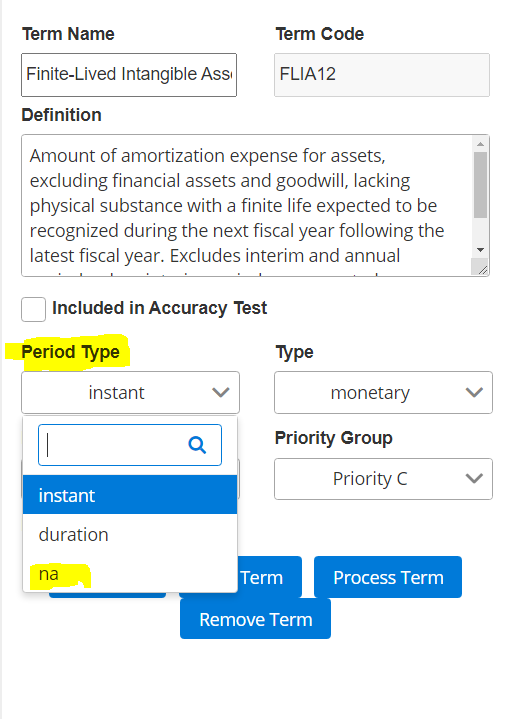 Term Name
Term Code
Finite-Lived Intangible Ass
FLIA12
Definition
Amount of amortization expense for assets,
excluding financial assets and goodwill, lacking
physical substance with a finite life expected to be
recognized during the next fiscal year following the
latest fiscal year. Excludes interim and annual
Included in Accuracy Test
Period Type
Type
instant
monetary
Priority Group
instant
Priority C
duration
na
Term
Process Term
Remove Term